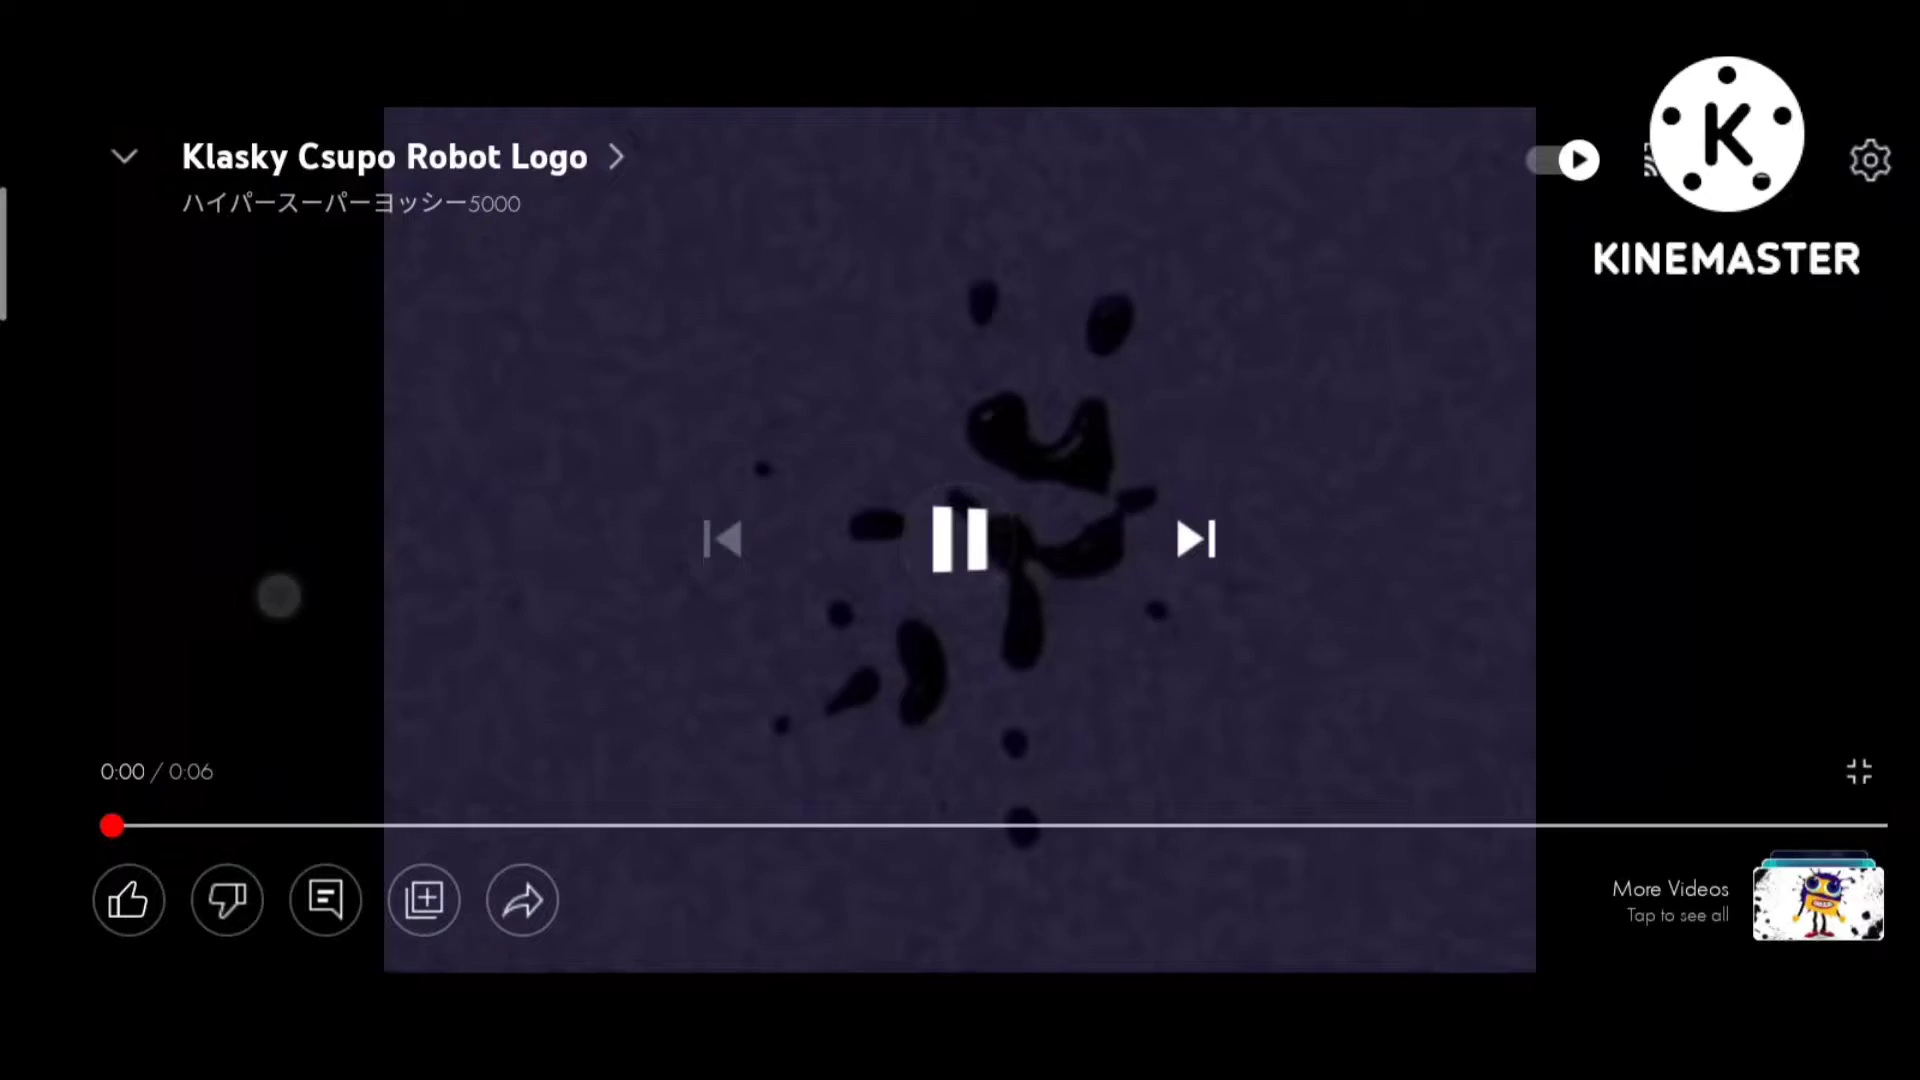 Klasky Csupo Robot Logo
ハイパースーパーヨッシー5000
K
KINEMASTER
0:00 / 0:06
More Videos
Tap to see all